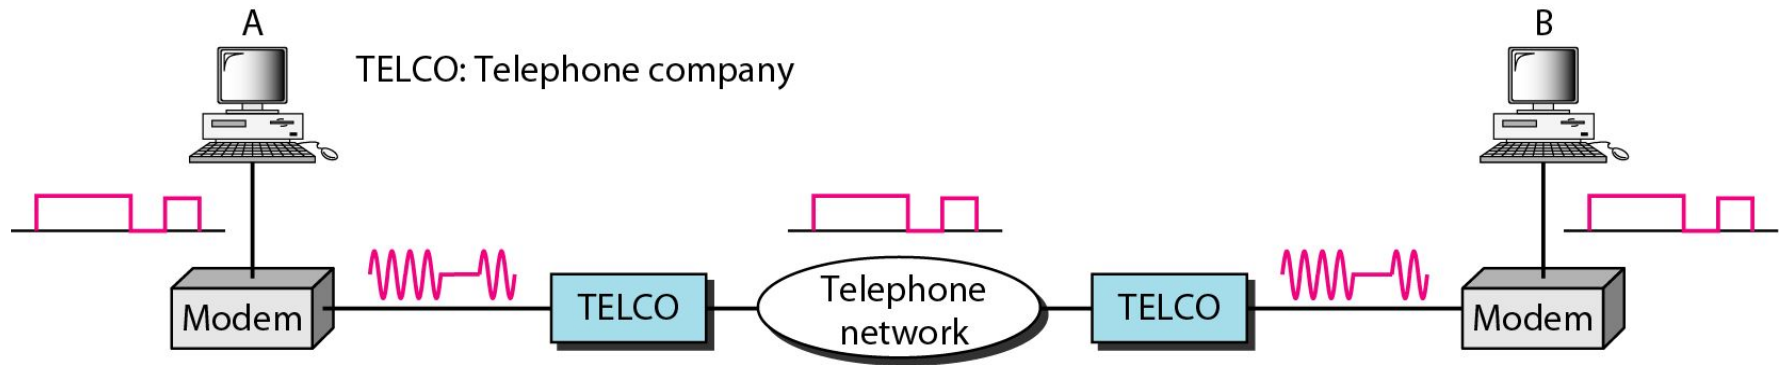 A
B
TELCO: Telephone company
Modem
TELCO
Telephone
network
TELCO
Modem